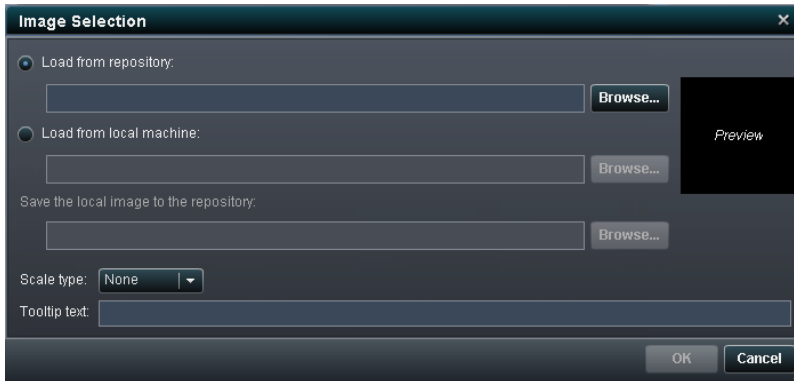 Image Selection
Load from repository:
Browse...
Load from local machine:
Preview
Browse...
Save the local image to the repository:
Browse...
Scale type: None
Tooltip text:
OK Cancel